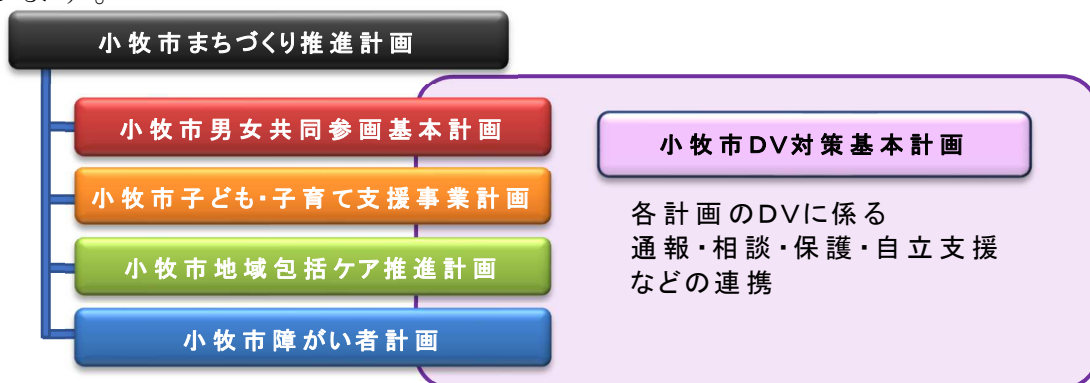 小牧市まちづくり推進計画
小牧市男女共同参画基本計画
小牧市子ども・子育て支援事業計画
小牧市地域包括ケア推進計画
小牧市障がい者計画
小牧市DV対策基本計画
各計画のDVに係る
通報・相談・保護・自立支援
などの連携